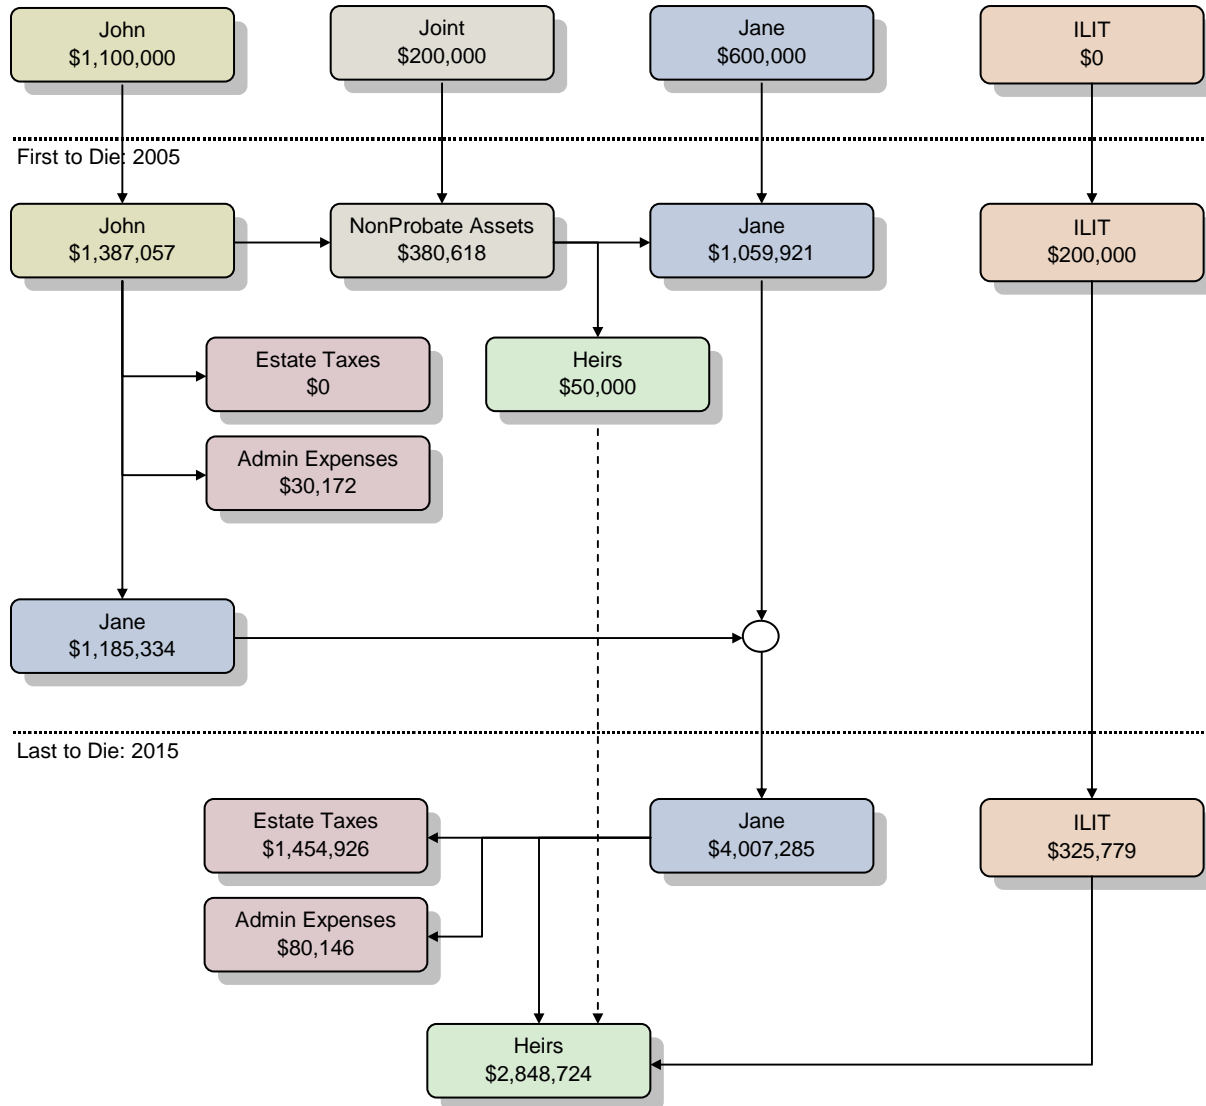 John
$1,100,000
Joint
$200,000
Jane
$600,000
ILIT
$0
First to Die: 2005
John
$1,387,057
NonProbate Assets
$380,618
Jane
$1,059,921
ILIT
$200,000
Estate Taxes
$0
Heirs
$50,000
Admin Expenses
$30,172
Jane
$1,185,334
Last to Die: 2015
Estate Taxes
$1,454,926
Jane
$4,007,285
ILIT
$325,779
Admin Expenses
$80,146
Heirs
$2,848,724